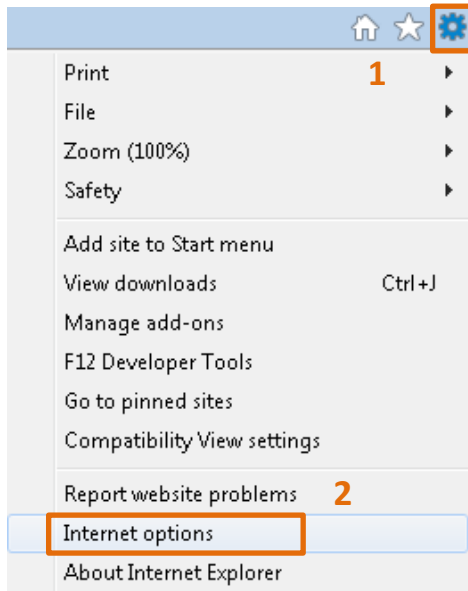 1
Print
File
Zoom (100%)
Safety
Add site to Start menu
View downloads Ctrl+J
Manage add-ons
F12 Developer Tools
Go to pinned sites
Compatibility View settings
Report website problems 2
Internet options
About Internet Explorer